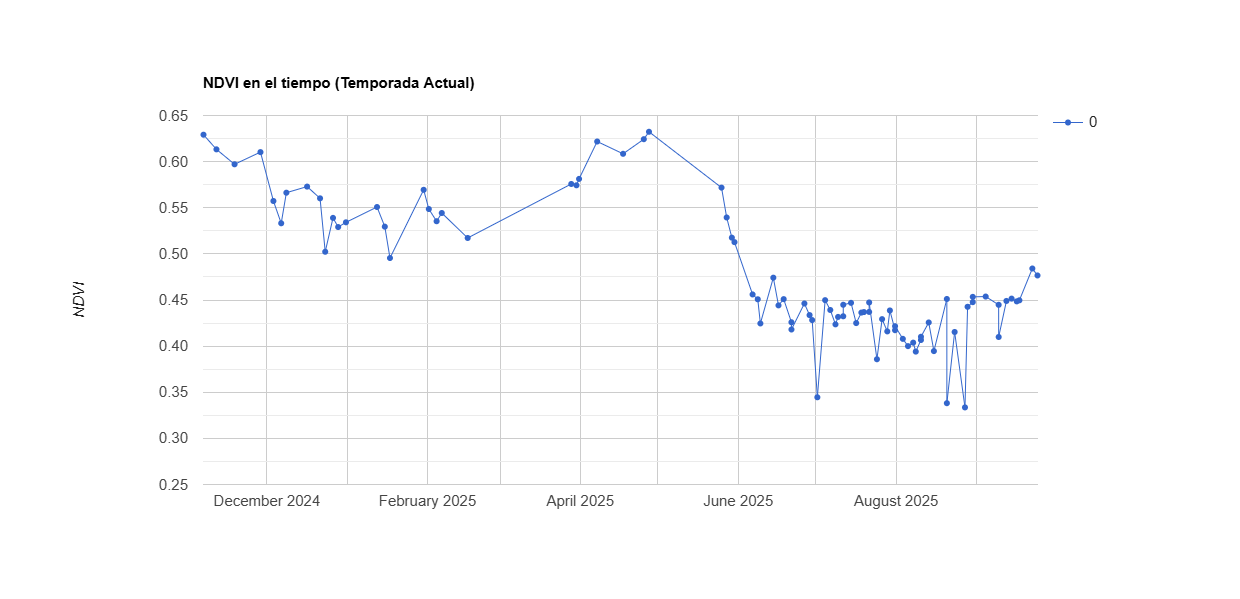 NDVI en el tiempo (Temporada Actual)
0.65
0.60
0.55
0.50
0.45
0.40
0.35
0.30
0.25
NDVI
December 2024
February 2025
April 2025
June 2025
August 2025
0